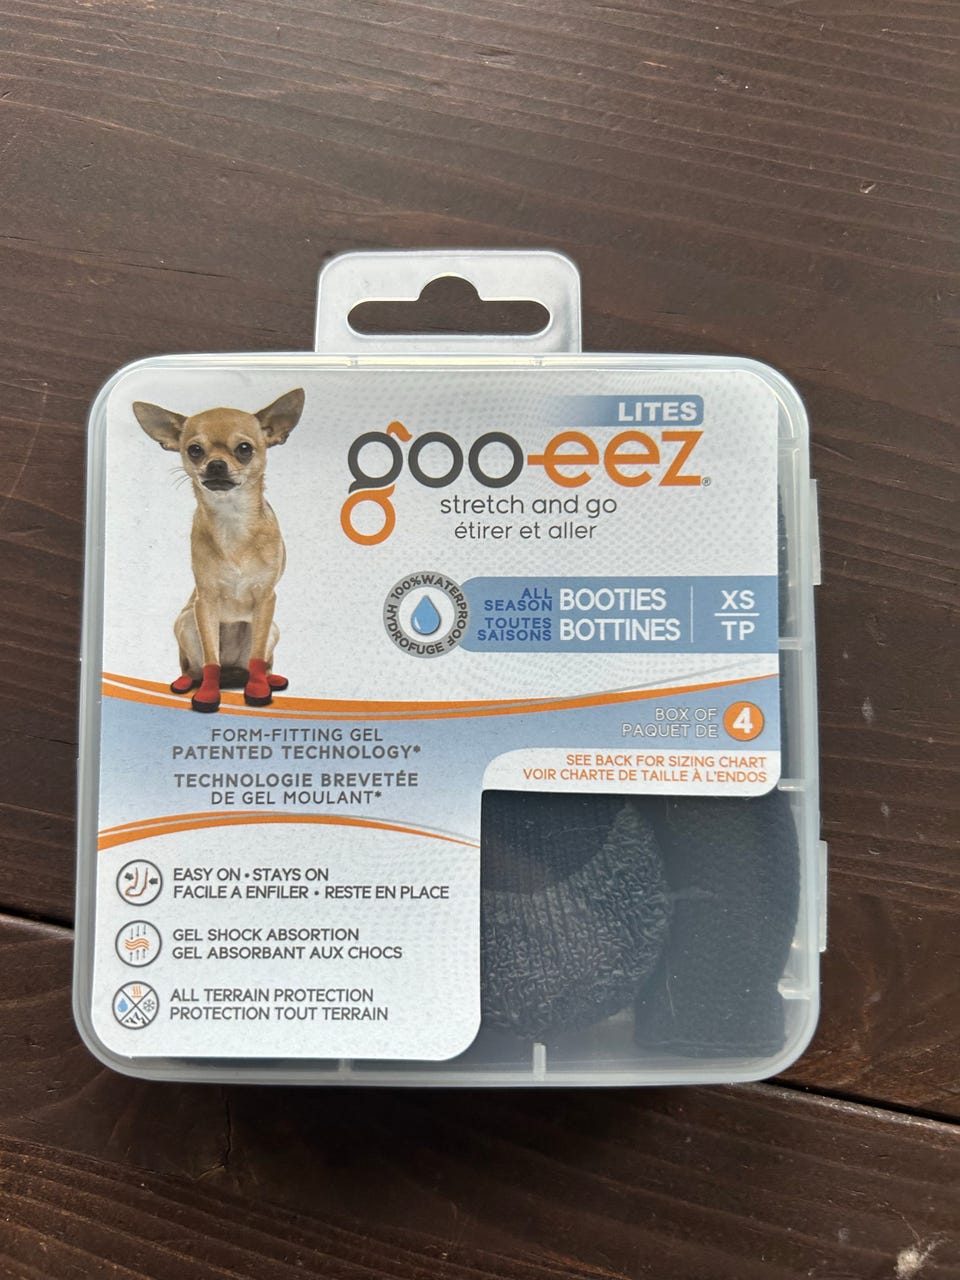 LITES
goo-eez®
stretch and go
étirer et aller
100% WATERPROOF
HYDROFUGE
ALL SEASON BOOTIES
TOUTES SAISONS BOTTINES
XS
TP
BOX OF
PAQUET DE 4
SEE BACK FOR SIZING CHART
VOIR CHARTE DE TAILLE À L'ENDOS
FORM-FITTING GEL
PATENTED TECHNOLOGY*
TECHNOLOGIE BREVETÉE
DE GEL MOULANT*
EASY ON • STAYS ON
FACILE A ENFILER • RESTE EN PLACE
GEL SHOCK ABSORTION
GEL ABSORBANT AUX CHOCS
ALL TERRAIN PROTECTION
PROTECTION TOUT TERRAIN